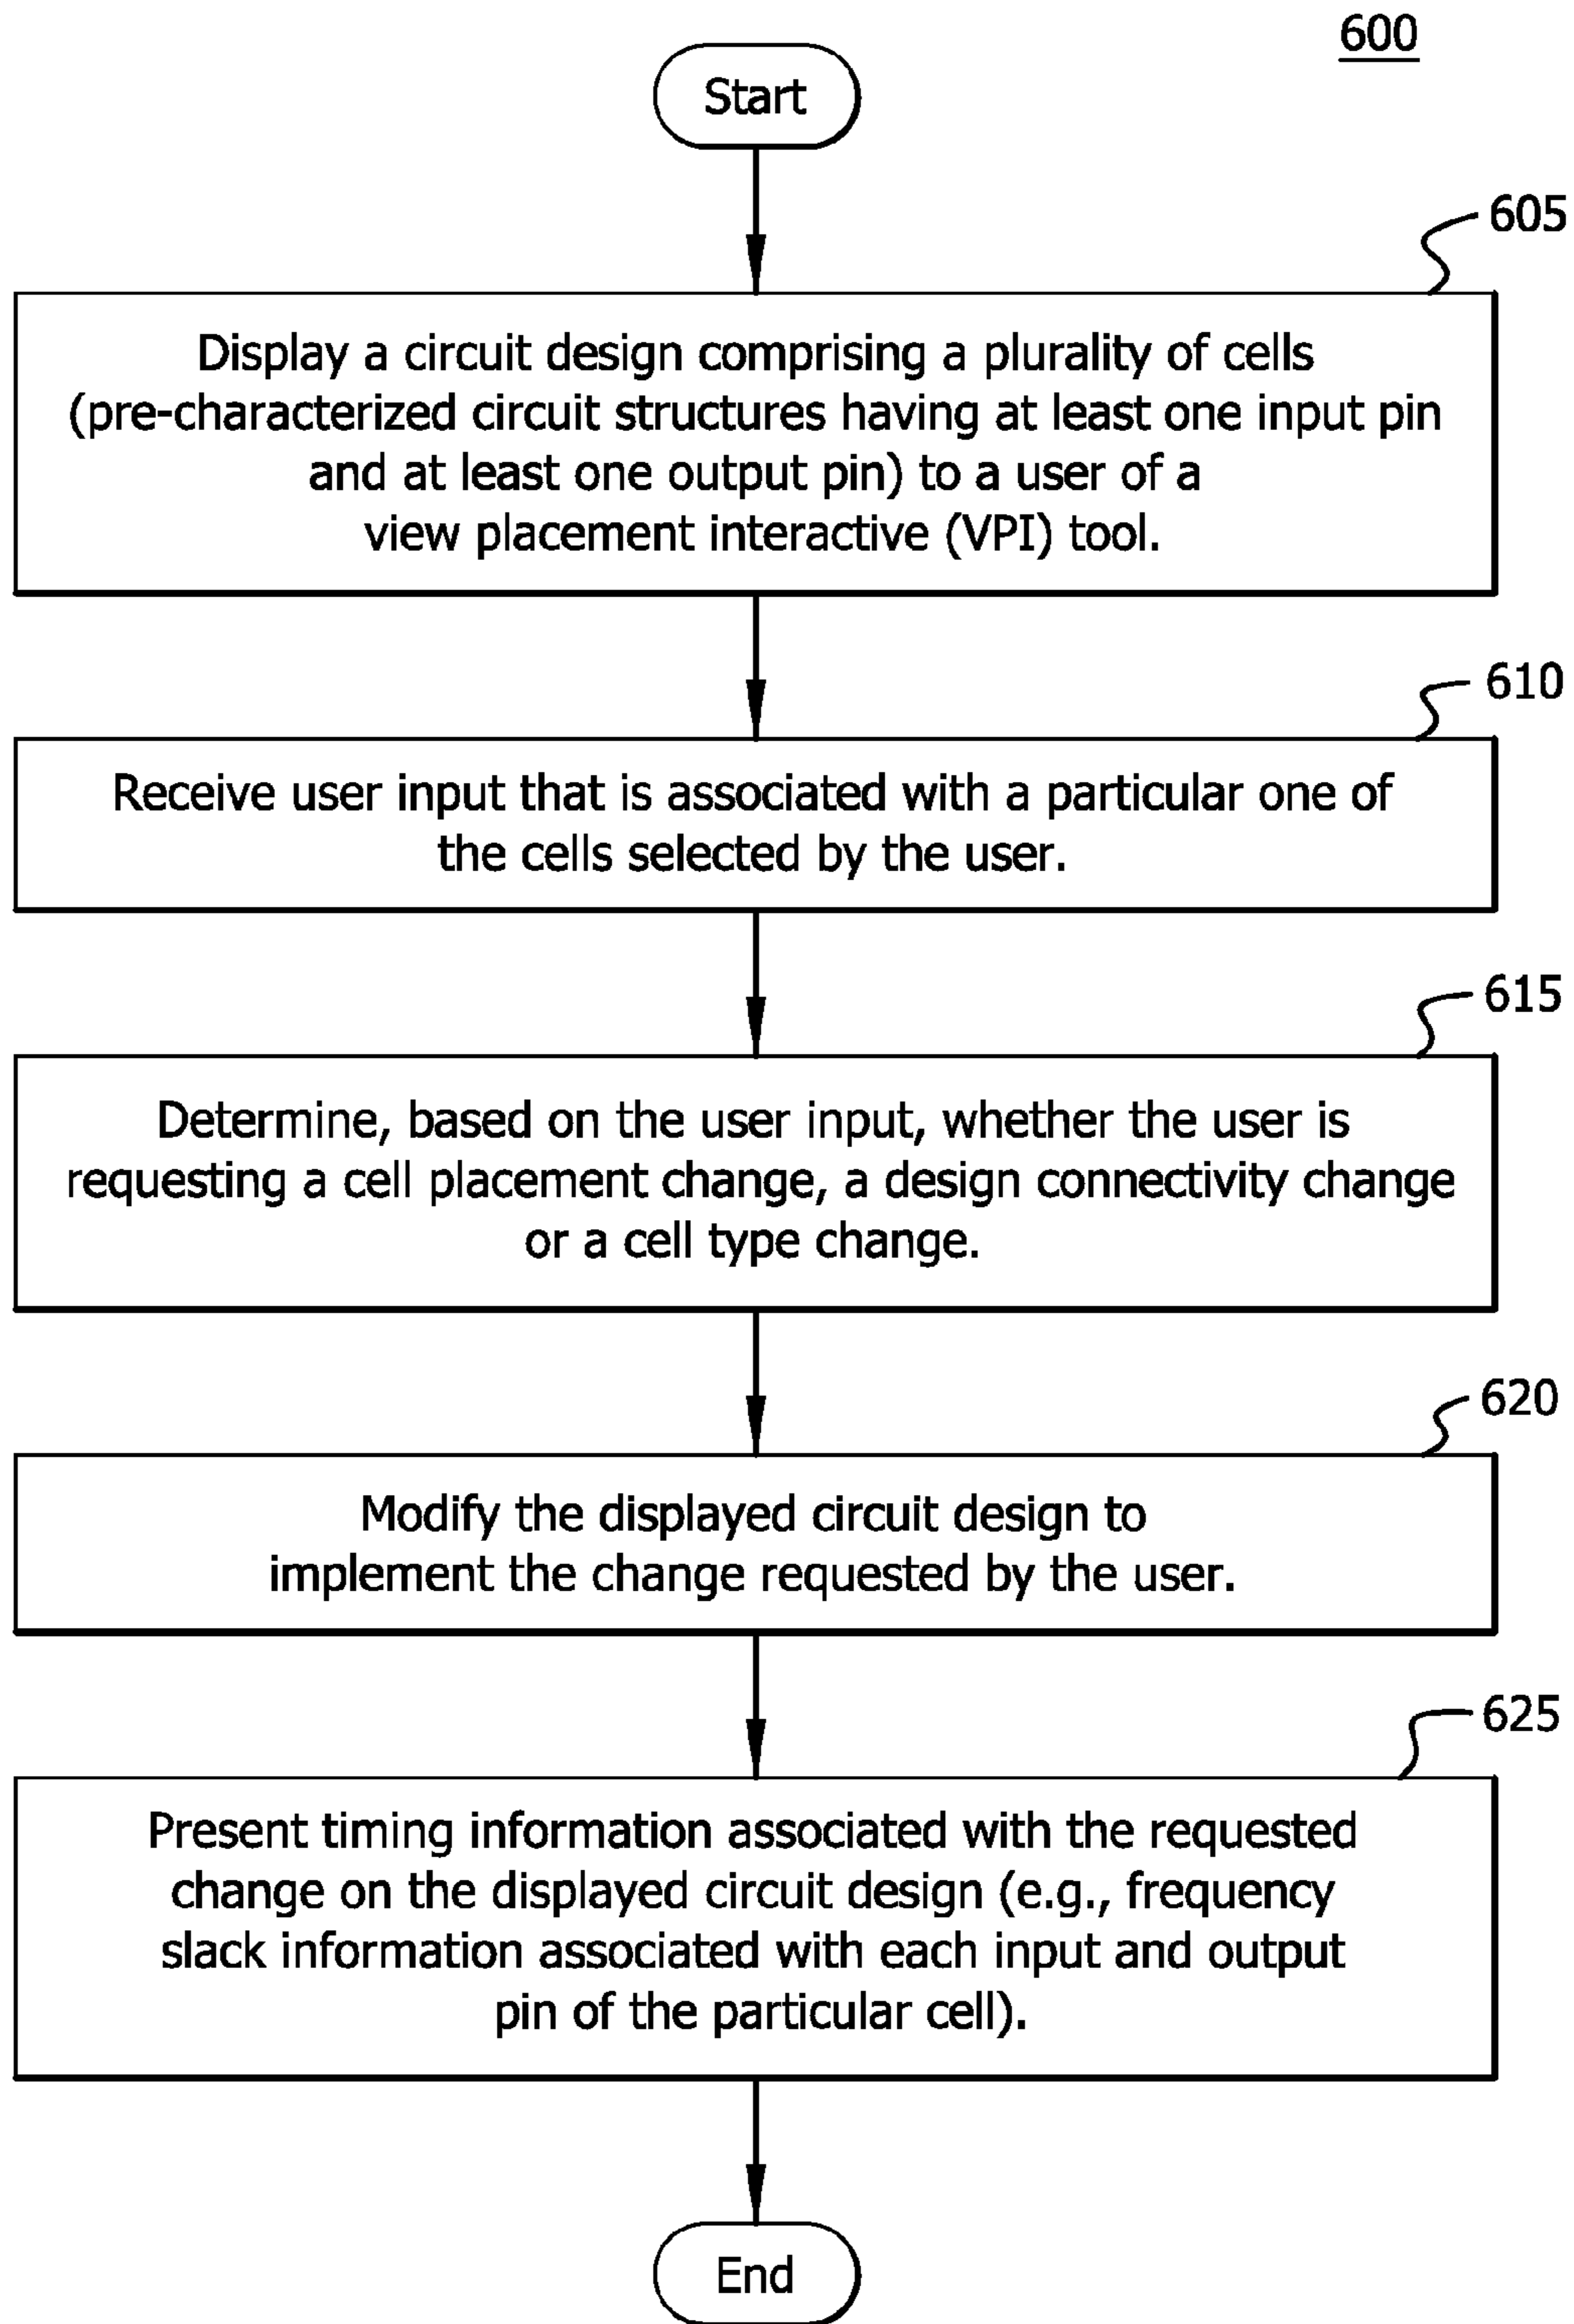 600
Start
605
Display a circuit design comprising a plurality of cells
(pre-characterized circuit structures having at least one input pin
and at least one output pin) to a user of a
view placement interactive (VPI) tool.
610
Receive user input that is associated with a particular one of
the cells selected by the user.
615
Determine, based on the user input, whether the user is
requesting a cell placement change, a design connectivity change
or a cell type change.
620
Modify the displayed circuit design to
implement the change requested by the user.
625
Present timing information associated with the requested
change on the displayed circuit design (e.g., frequency
slack information associated with each input and output
pin of the particular cell).
End